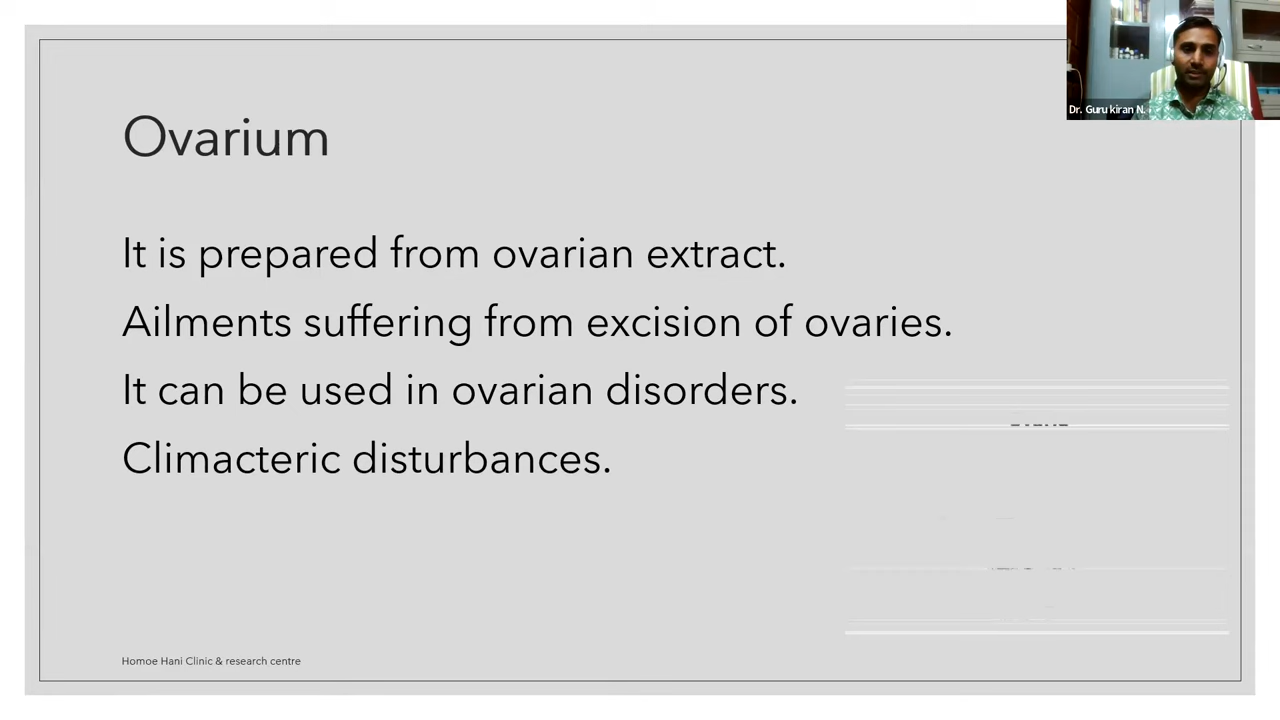 Dr. Guru kiran N.
Ovarium
It is prepared from ovarian extract.
Ailments suffering from excision of ovaries.
It can be used in ovarian disorders.
Climacteric disturbances.
Homoe Hani Clinic & research centre